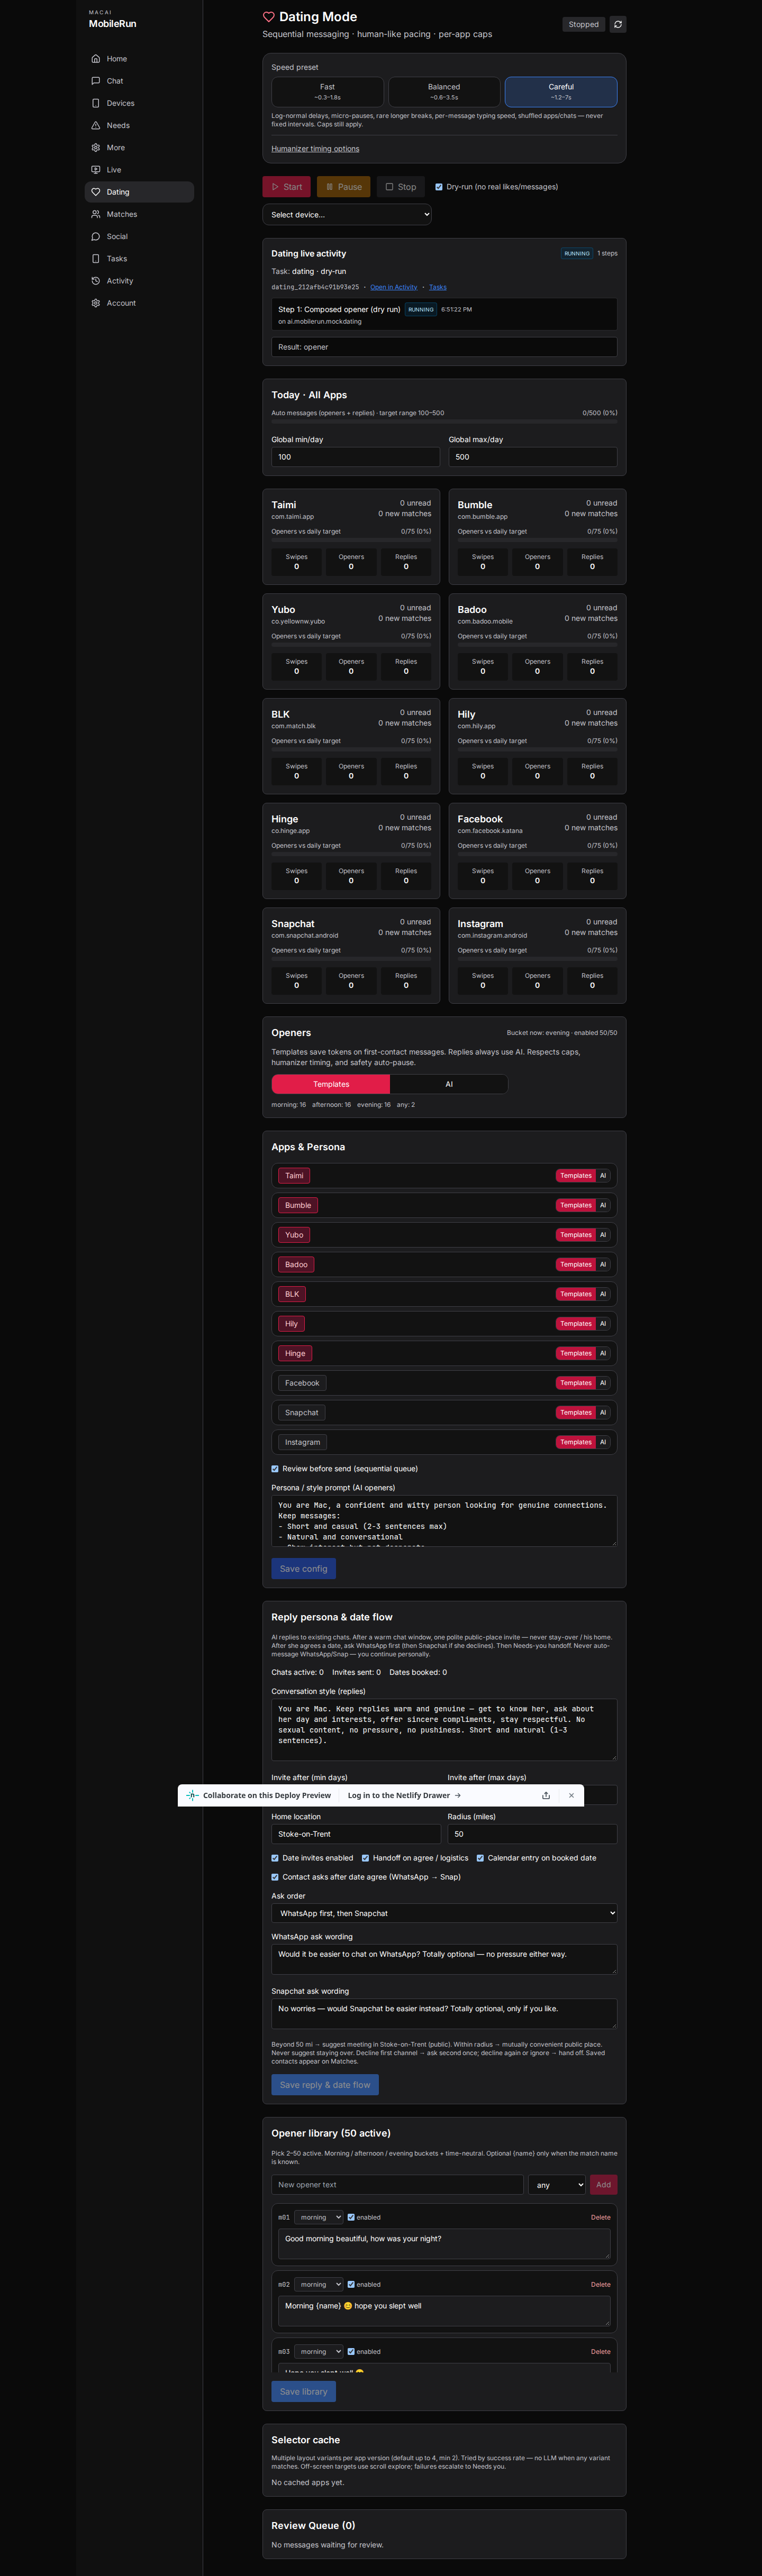 MACAI
MobileRun
Home
Chat
Devices
Needs
More
Live
Dating
Matches
Social
Tasks
Activity
Account
Dating Mode
Sequential messaging · human-like pacing · per-app caps
Stopped
Speed preset
Fast
~0.3–1.8s
Balanced
~0.6–3.5s
Careful
~1.2–7s
Log-normal delays, micro-pauses, rare longer breaks, per-message typing speed, shuffled apps/chats — never
fixed intervals. Caps still apply.
Humanizer timing options
Start
Pause
Stop
Dry-run (no real likes/messages)
Select device...
Dating live activity
RUNNING
1 steps
Task: dating · dry-run
dating_212afb4c91b93e25 · Open in Activity · Tasks
Step 1: Composed opener (dry run) RUNNING 6:51:22 PM
on ai.mobilerun.mockdating
Result: opener
Today · All Apps
Auto messages (openers + replies) · target range 100–500
0/500 (0%)
Global min/day
Global max/day
100
500
Taimi
com.taimi.app
0 unread
0 new matches
Openers vs daily target
0/75 (0%)
Swipes
0
Openers
0
Replies
0
Bumble
com.bumble.app
0 unread
0 new matches
Openers vs daily target
0/75 (0%)
Swipes
0
Openers
0
Replies
0
Yubo
co.yellownw.yubo
0 unread
0 new matches
Openers vs daily target
0/75 (0%)
Swipes
0
Openers
0
Replies
0
Badoo
com.badoo.mobile
0 unread
0 new matches
Openers vs daily target
0/75 (0%)
Swipes
0
Openers
0
Replies
0
BLK
com.match.blk
0 unread
0 new matches
Openers vs daily target
0/75 (0%)
Swipes
0
Openers
0
Replies
0
Hily
com.hily.app
0 unread
0 new matches
Openers vs daily target
0/75 (0%)
Swipes
0
Openers
0
Replies
0
Hinge
co.hinge.app
0 unread
0 new matches
Openers vs daily target
0/75 (0%)
Swipes
0
Openers
0
Replies
0
Facebook
com.facebook.katana
0 unread
0 new matches
Openers vs daily target
0/75 (0%)
Swipes
0
Openers
0
Replies
0
Snapchat
com.snapchat.android
0 unread
0 new matches
Openers vs daily target
0/75 (0%)
Swipes
0
Openers
0
Replies
0
Instagram
com.instagram.android
0 unread
0 new matches
Openers vs daily target
0/75 (0%)
Swipes
0
Openers
0
Replies
0
Openers
Bucket now: evening · enabled 50/50
Templates save tokens on first-contact messages. Replies always use AI. Respects caps,
humanizer timing, and safety auto-pause.
Templates
AI
morning: 16 afternoon: 16 evening: 16 any: 2
Apps & Persona
Taimi
Templates AI
Bumble
Templates AI
Yubo
Templates AI
Badoo
Templates AI
BLK
Templates AI
Hily
Templates AI
Hinge
Templates AI
Facebook
Templates AI
Snapchat
Templates AI
Instagram
Templates AI
Review before send (sequential queue)
Persona / style prompt (AI openers)
You are Mac, a confident and witty person looking for genuine connections.
Keep messages:
- Short and casual (2-3 sentences max)
- Natural and conversational
Save config
Reply persona & date flow
AI replies to existing chats. After a warm chat window, one polite public-place invite — never stay-over / his home.
After she agrees a date, ask WhatsApp first (then Snapchat if she declines). Then Needs-you handoff. Never auto-
message WhatsApp/Snap — you continue personally.
Chats active: 0 Invites sent: 0 Dates booked: 0
Conversation style (replies)
You are Mac. Keep replies warm and genuine — get to know her, ask about
her day and interests, offer sincere compliments, stay respectful. No
sexual content, no pressure, no pushiness. Short and natural (1-3
sentences).
Invite after (min days)
Invite after (max days)
Collaborate on this Deploy Preview
Log in to the Netlify Drawer →
Home location
Radius (miles)
Stoke-on-Trent
50
Date invites enabled
Handoff on agree / logistics
Calendar entry on booked date
Contact asks after date agree (WhatsApp → Snap)
Ask order
WhatsApp first, then Snapchat
WhatsApp ask wording
Would it be easier to chat on WhatsApp? Totally optional — no pressure either way.
Snapchat ask wording
No worries — would Snapchat be easier instead? Totally optional, only if you like.
Beyond 50 mi → suggest meeting in Stoke-on-Trent (public). Within radius → mutually convenient public place.
Never suggest staying over. Decline first channel → ask second once; decline again or ignore → hand off. Saved
contacts appear on Matches.
Save reply & date flow
Opener library (50 active)
Pick 2–50 active. Morning / afternoon / evening buckets + time-neutral. Optional {name} only when the match name
is known.
New opener text
any
Add
m01 morning enabled
Delete
Good morning beautiful, how was your night?
m02 morning enabled
Delete
Morning {name} 😊 hope you slept well
m03 morning enabled
Delete
Save library
Selector cache
Multiple layout variants per app version (default up to 4, min 2). Tried by success rate — no LLM when any variant
matches. Off-screen targets use scroll explore; failures escalate to Needs you.
No cached apps yet.
Review Queue (0)
No messages waiting for review.